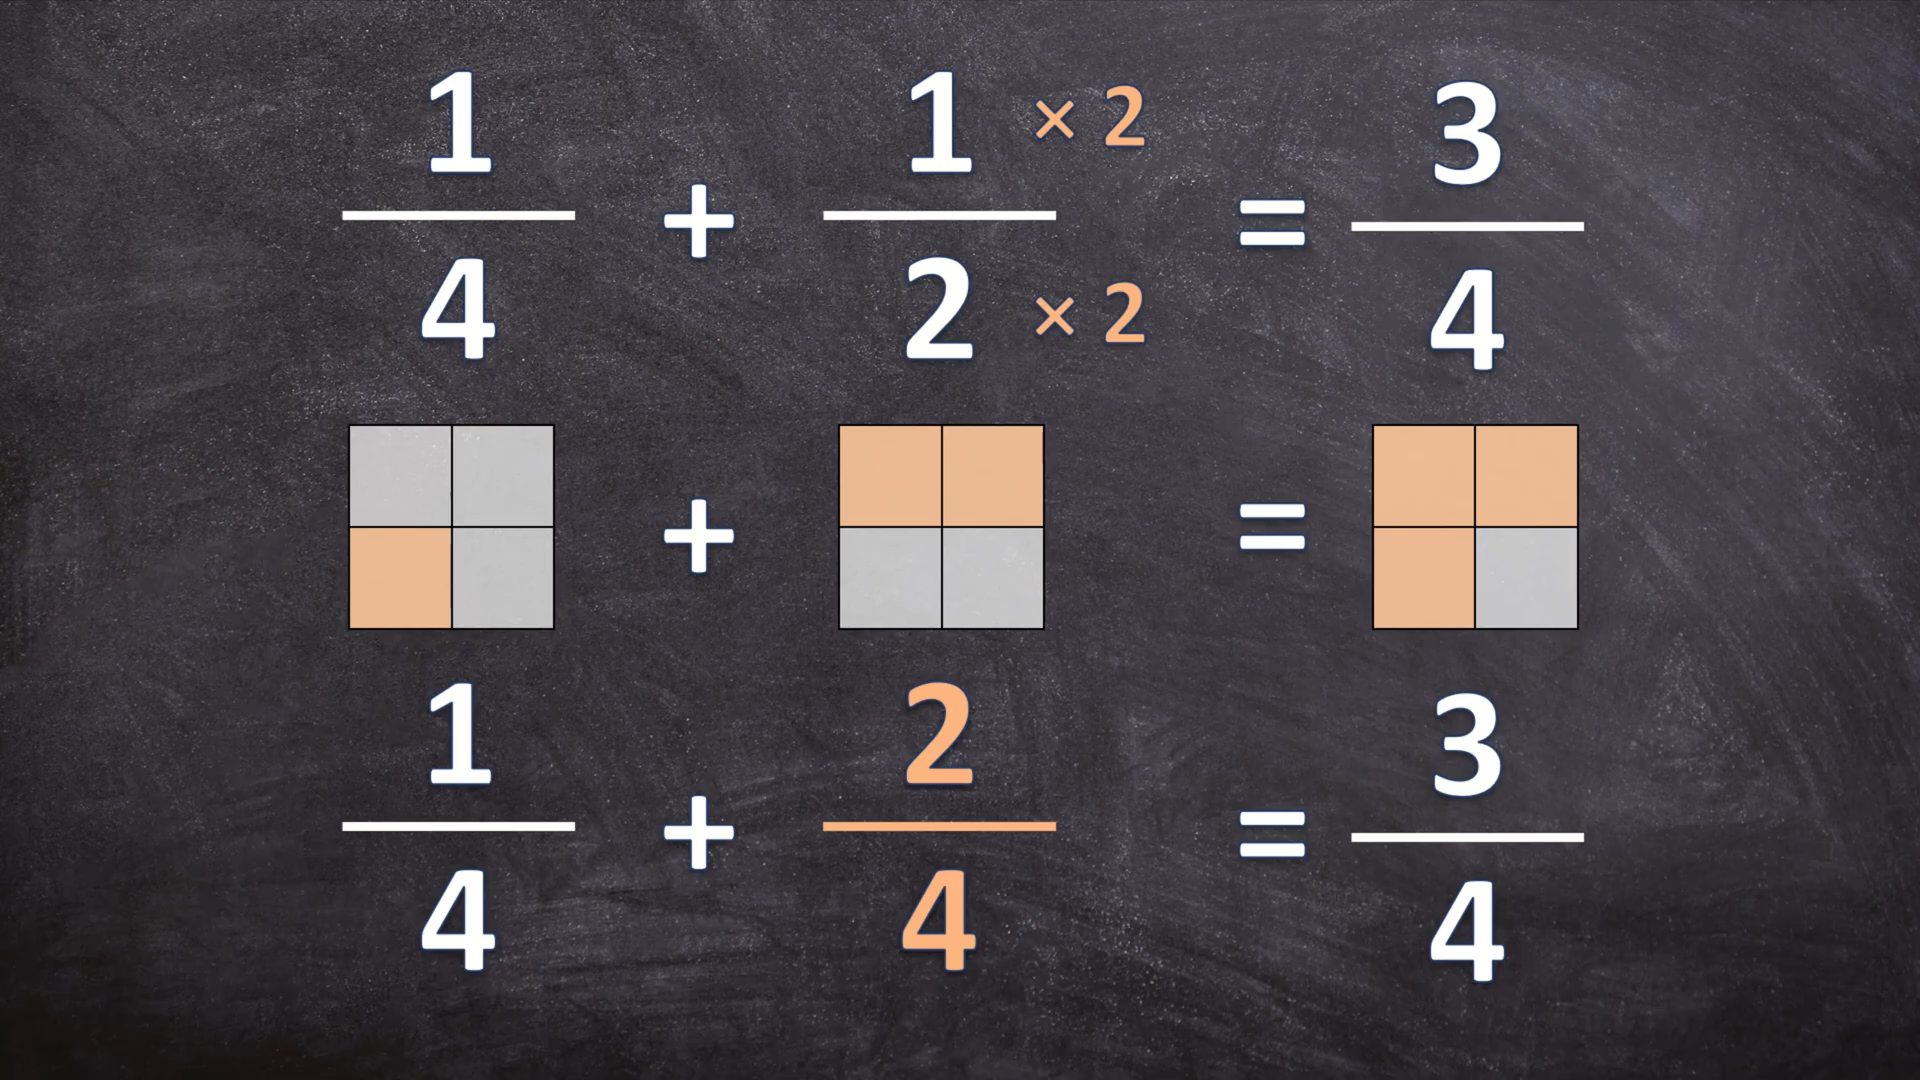 1 1 × 2 3
+ =
4 2 × 2 4
+ =
1 2 3
+ =
4 4 4